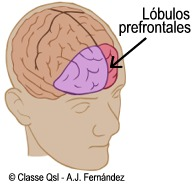 Lóbulos
prefrontales
© Classe Qsl - A.J. Fernández